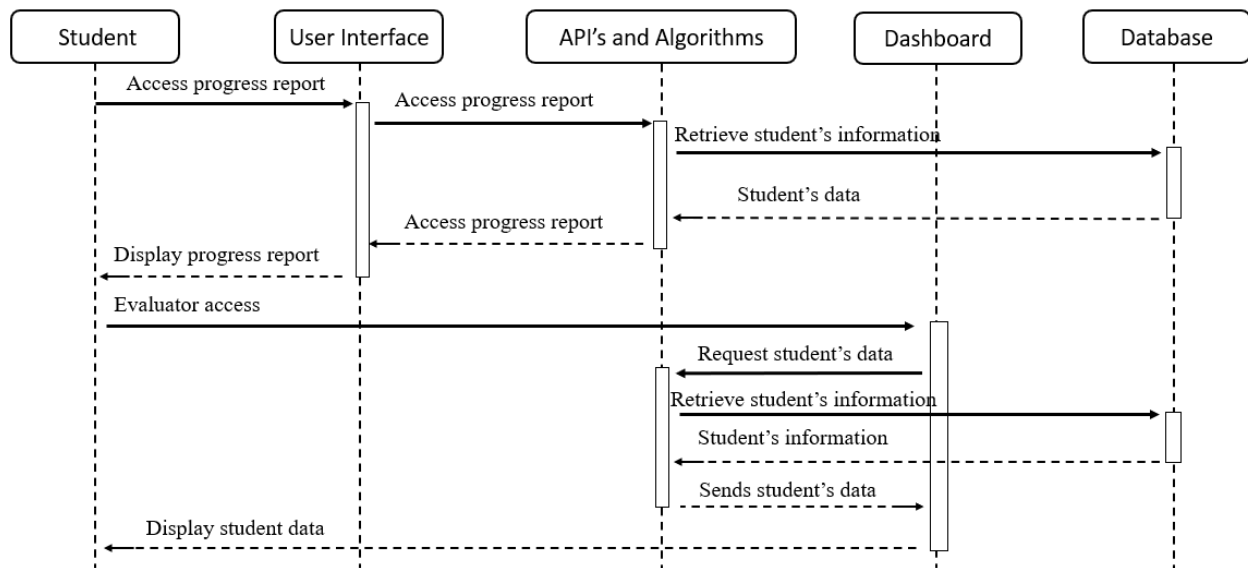 Student
User Interface
API's and Algorithms
Dashboard
Database
Access progress report
Access progress report
Retrieve student’s information
Student’s data
Access progress report
Display progress report
Evaluator access
Request student’s data
Retrieve student’s information
Student’s information
Sends student’s data
Display student data